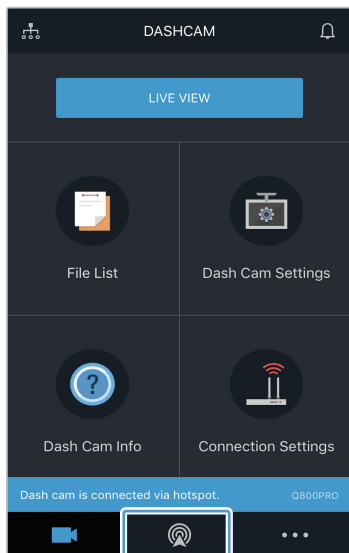 DASHCAM
LIVE VIEW
File List
Dash Cam Settings
?
Dash Cam Info
Connection Settings
Dash cam is connected via hotspot. Q800PRO